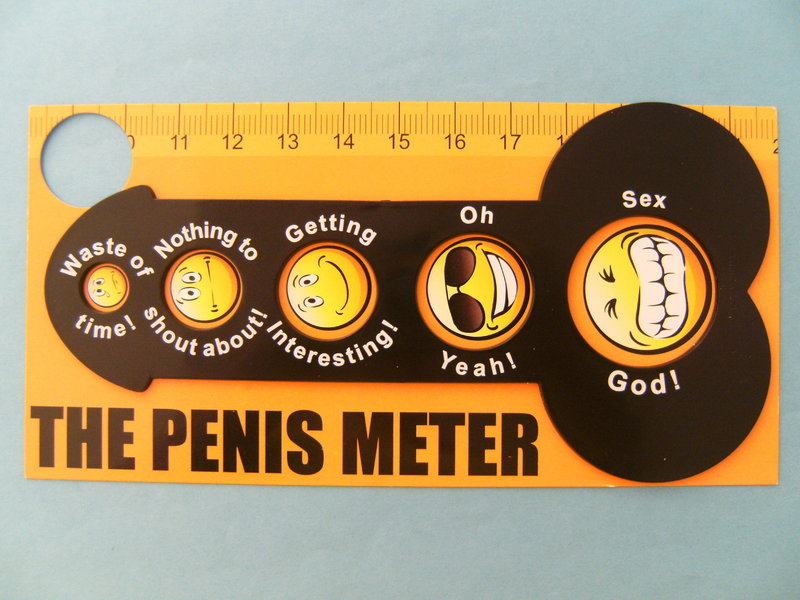 11 12 13 14 15 16 17
Waste of
time!
Nothing to
shout about!
Getting
Interesting!
Oh
Yeah!
Sex
God!
THE PENIS METER